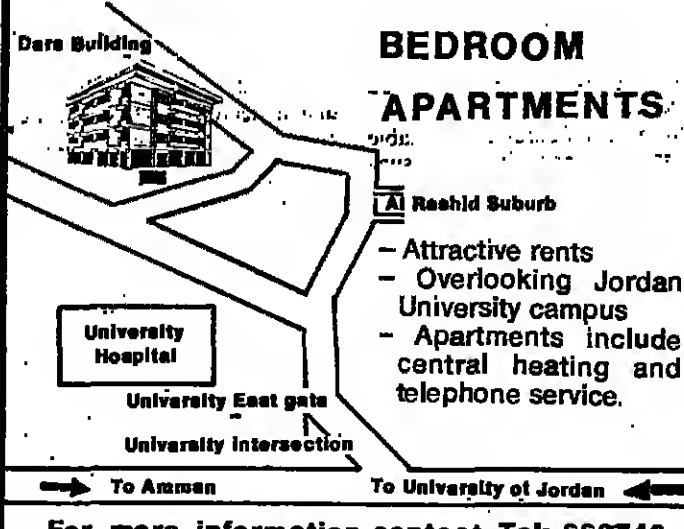 Dara Building
BEDROOM
APARTMENTS
Al Rashid Suburb
– Attractive rents
– Overlooking Jordan
University campus
– Apartments include
central heating and
telephone service.
University
Hospital
University East gate
University intersection
To Amman
To University of Jordan
For more information contact Tel: